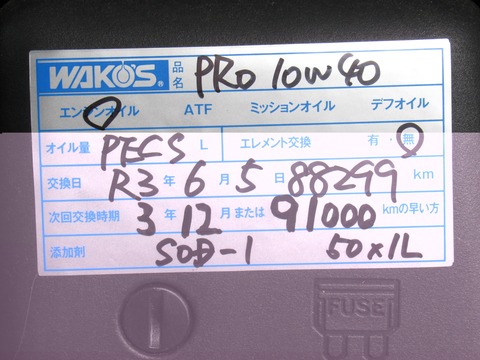 WAKO'S® 品名 PRO 10W40
エンジンオイル ATF ミッションオイル デフオイル
オイル量 PECS L エレメント交換 有・無
交換日 R3年 6月 5日 88299 km
次回交換時期 3年 12月または 91000 kmの早い方
添加剤 SOD-1 50×1L
FUSE